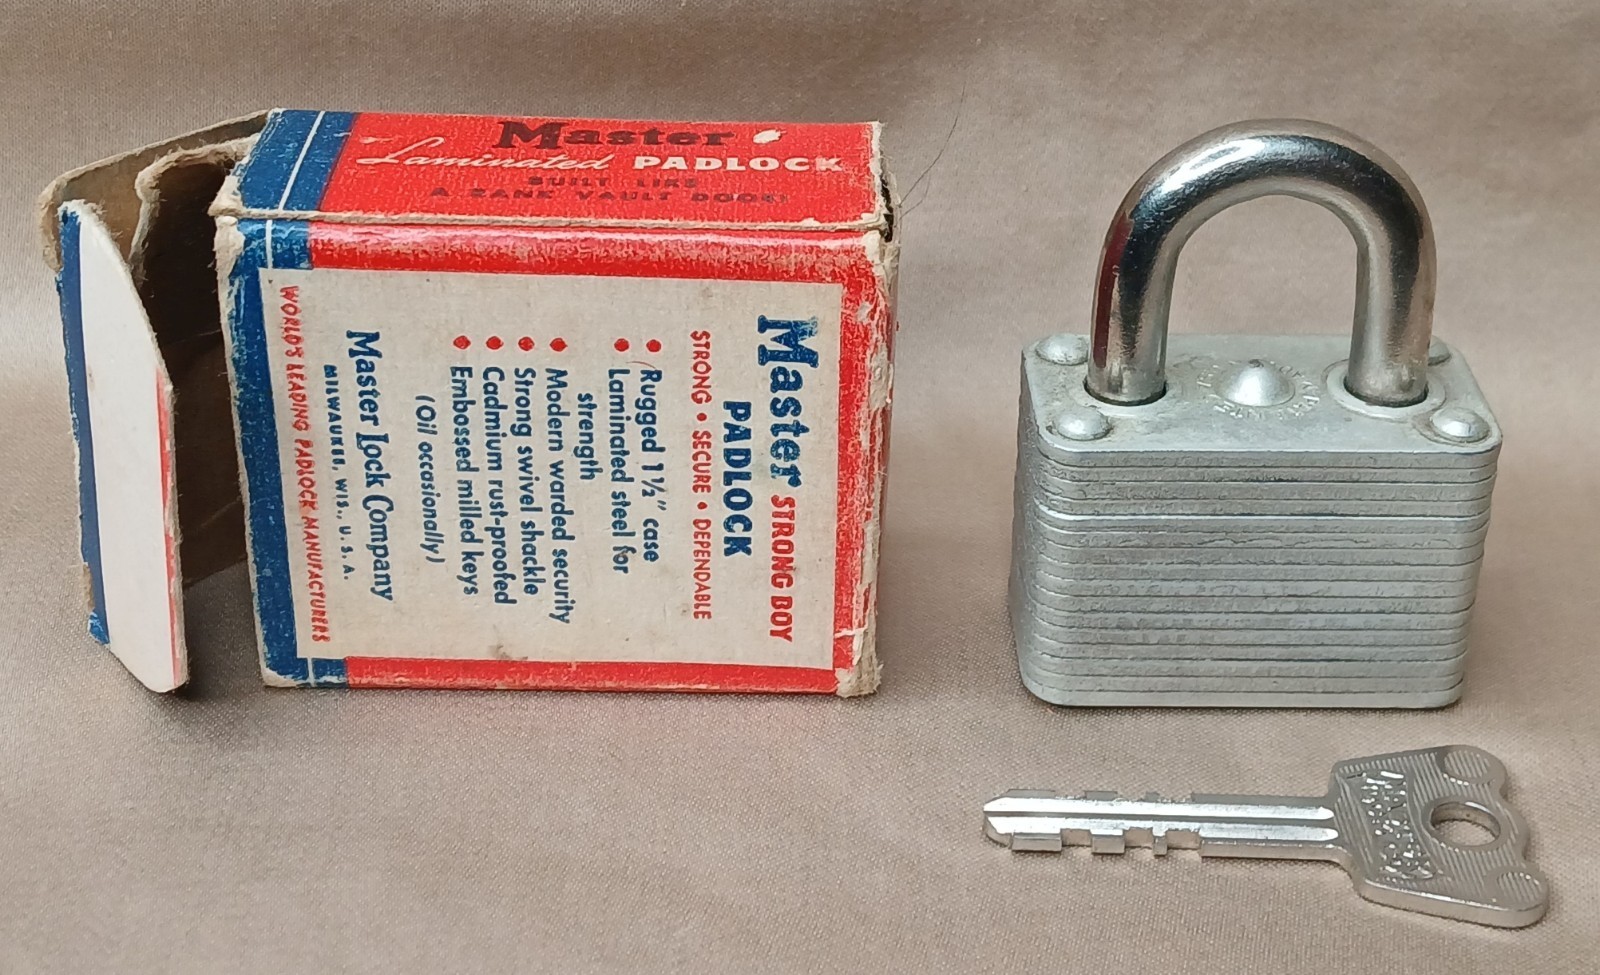 Master
Laminated PADLOCK
BUILT LIKE
A BANK VAULT DOOR!
Master STRONG BOY
PADLOCK
STRONG • SECURE • DEPENDABLE
• Rugged 1½" case
• Laminated steel for
strength
• Modern warded security
• Strong swivel shackle
• Cadmium rust-proofed
• Embossed milled keys
(Oil occasionally)
Master Lock Company
MILWAUKEE, WIS., U. S. A.
WORLD'S LEADING PADLOCK MANUFACTURERS